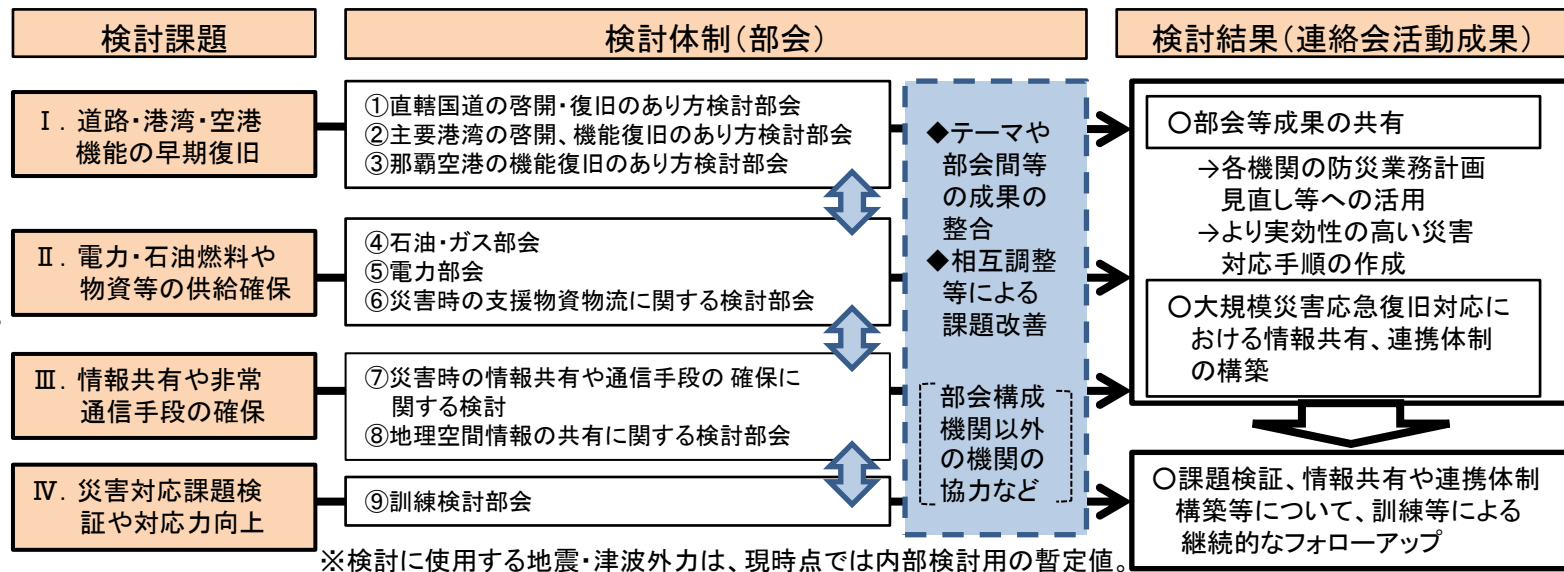 検討課題
検討体制(部会)
検討結果(連絡会活動成果)
Ⅰ．道路・港湾・空港
機能の早期復旧
①直轄国道の啓開・復旧のあり方検討部会
②主要港湾の啓開、機能復旧のあり方検討部会
③那覇空港の機能復旧のあり方検討部会
Ⅱ．電力・石油燃料や
物資等の供給確保
④石油・ガス部会
⑤電力部会
⑥災害時の支援物資物流に関する検討部会
Ⅲ．情報共有や非常
通信手段の確保
⑦災害時の情報共有や通信手段の 確保に
関する検討
⑧地理空間情報の共有に関する検討部会
Ⅳ．災害対応課題検
証や対応力向上
⑨訓練検討部会
◆テーマや
部会間等
の成果の
整合
◆相互調整
等による
課題改善
部会構成
機関以外
の機関の
協力など
○部会等成果の共有
→各機関の防災業務計画
見直し等への活用
→より実効性の高い災害
対応手順の作成
○大規模災害応急復旧対応に
おける情報共有、連携体制
の構築
○課題検証、情報共有や連携体制
構築等について、訓練等による
継続的なフォローアップ
※検討に使用する地震・津波外力は、現時点では内部検討用の暫定値。